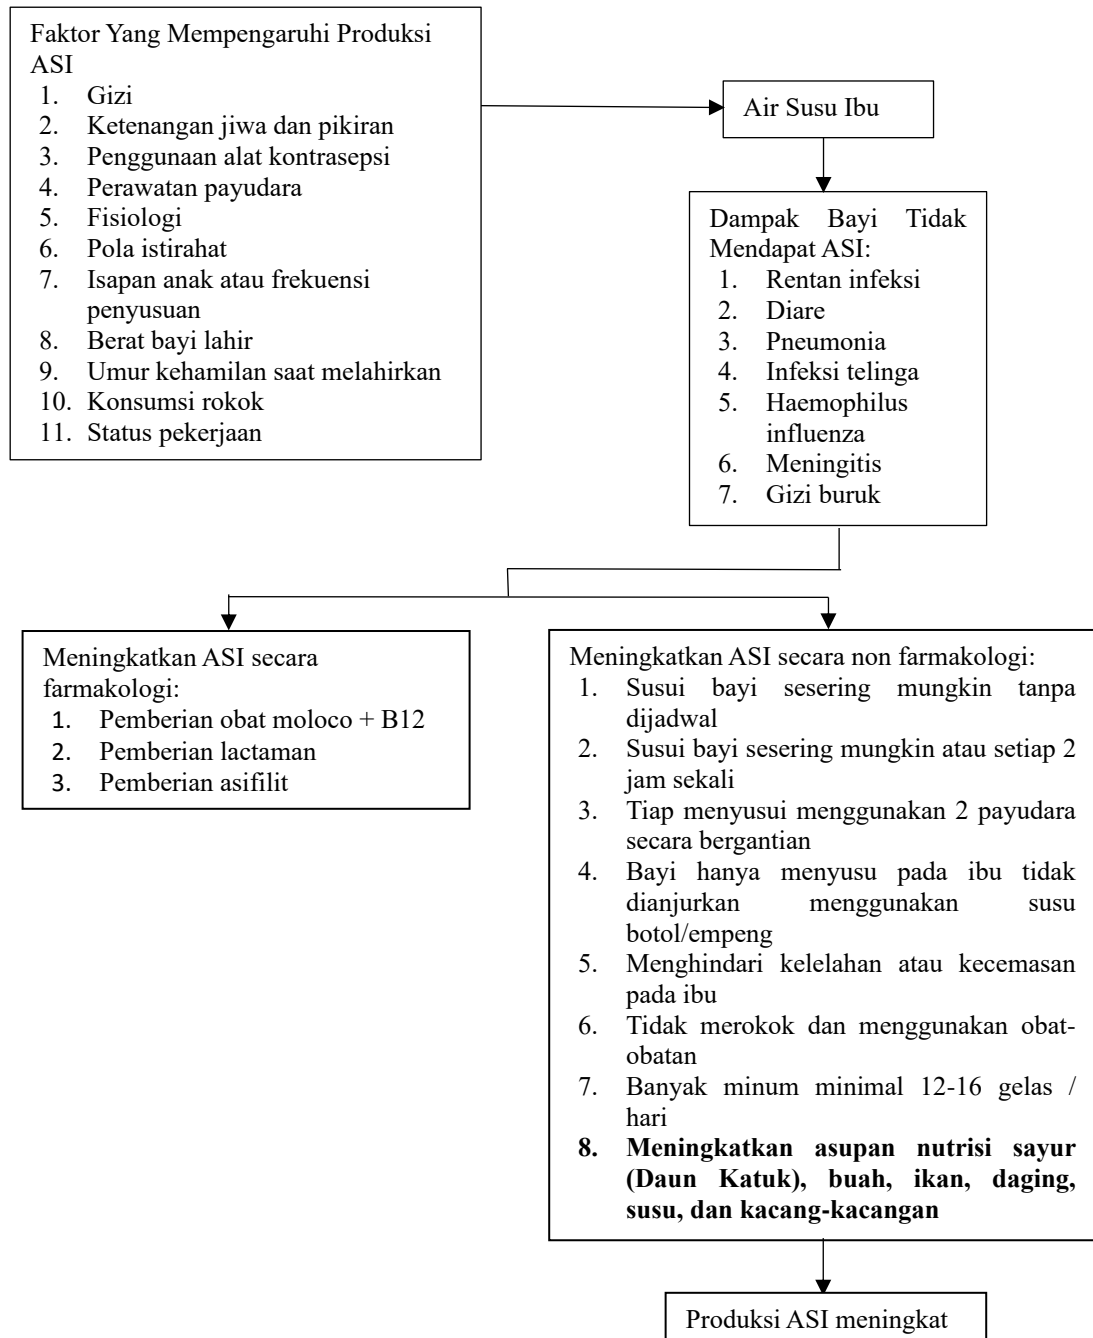 Faktor Yang Mempengaruhi Produksi
ASI
1. Gizi
2. Ketenangan jiwa dan pikiran
3. Penggunaan alat kontrasepsi
4. Perawatan payudara
5. Fisiologi
6. Pola istirahat
7. Isapan anak atau frekuensi
penyusuan
8. Berat bayi lahir
9. Umur kehamilan saat melahirkan
10. Konsumsi rokok
11. Status pekerjaan
Air Susu Ibu
Dampak Bayi Tidak
Mendapat ASI:
1. Rentan infeksi
2. Diare
3. Pneumonia
4. Infeksi telinga
5. Haemophilus
influenza
6. Meningitis
7. Gizi buruk
Meningkatkan ASI secara
farmakologi:
1. Pemberian obat moloco + B12
2. Pemberian lactaman
3. Pemberian asifilit
Meningkatkan ASI secara non farmakologi:
1. Susui bayi sesering mungkin tanpa
dijadwal
2. Susui bayi sesering mungkin atau setiap 2
jam sekali
3. Tiap menyusui menggunakan 2 payudara
secara bergantian
4. Bayi hanya menyusu pada ibu tidak
dianjurkan menggunakan susu
botol/empeng
5. Menghindari kelelahan atau kecemasan
pada ibu
6. Tidak merokok dan menggunakan obat-
obatan
7. Banyak minum minimal 12-16 gelas /
hari
8. Meningkatkan asupan nutrisi sayur
(Daun Katuk), buah, ikan, daging,
susu, dan kacang-kacangan
Produksi ASI meningkat